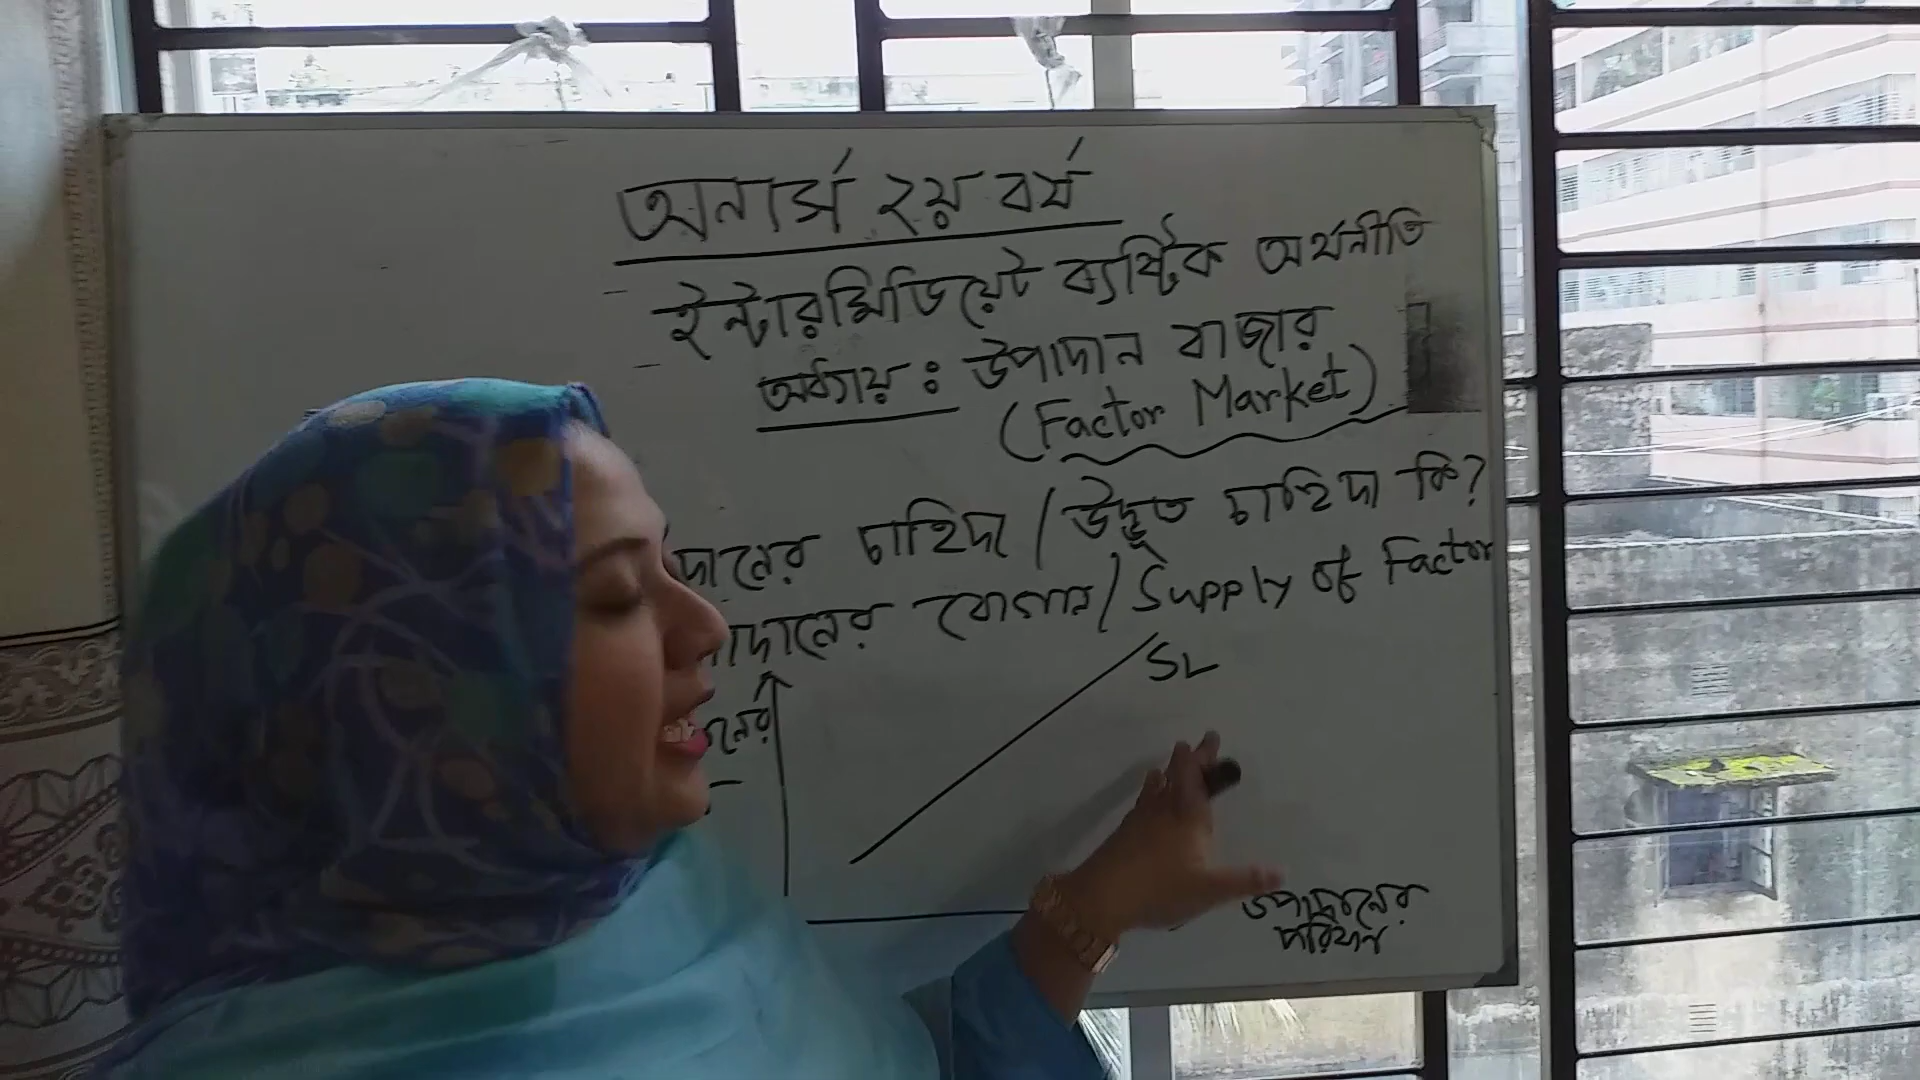 অনার্স ২য় বর্ষ
ইন্টারমিডিয়েট ব্যষ্টিক অর্থনীতি
অধ্যায় : উপাদান বাজার
(Factor Market)
দানের চাহিদা / উদ্ভূত চাহিদা কি?
পাদানের যোগান / Supply of Factor
SL
নের
উপাদানের
পরিমান